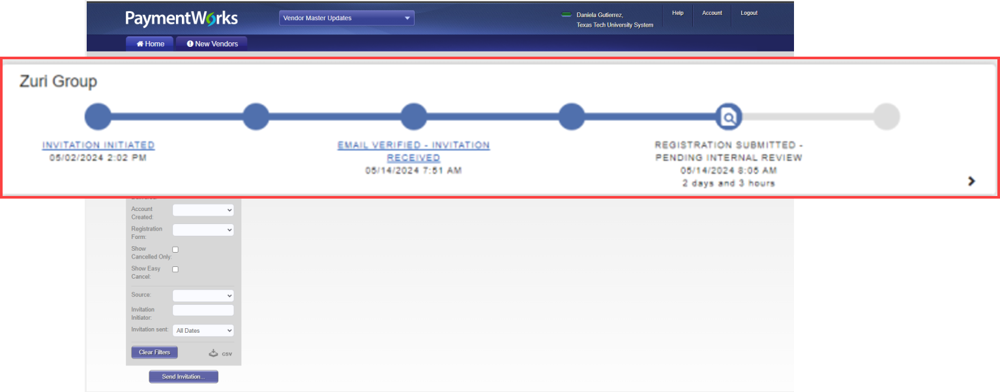 PaymentWorks
Vendor Master Updates
Daniela Gutierrez,
Texas Tech University System
Help
Account
Logout
Home
New Vendors
Zuri Group
INVITATION INITIATED
05/02/2024 2:02 PM
EMAIL VERIFIED - INVITATION
RECEIVED
05/14/2024 7:51 AM
REGISTRATION SUBMITTED -
PENDING INTERNAL REVIEW
05/14/2024 8:05 AM
2 days and 3 hours
Account
Created:
Registration
Form:
Show
Cancelled Only:
Show Easy
Cancel:
Source:
Invitation
Initiator:
Invitation sent:
All Dates
Clear Filters
csv
Send Invitation...